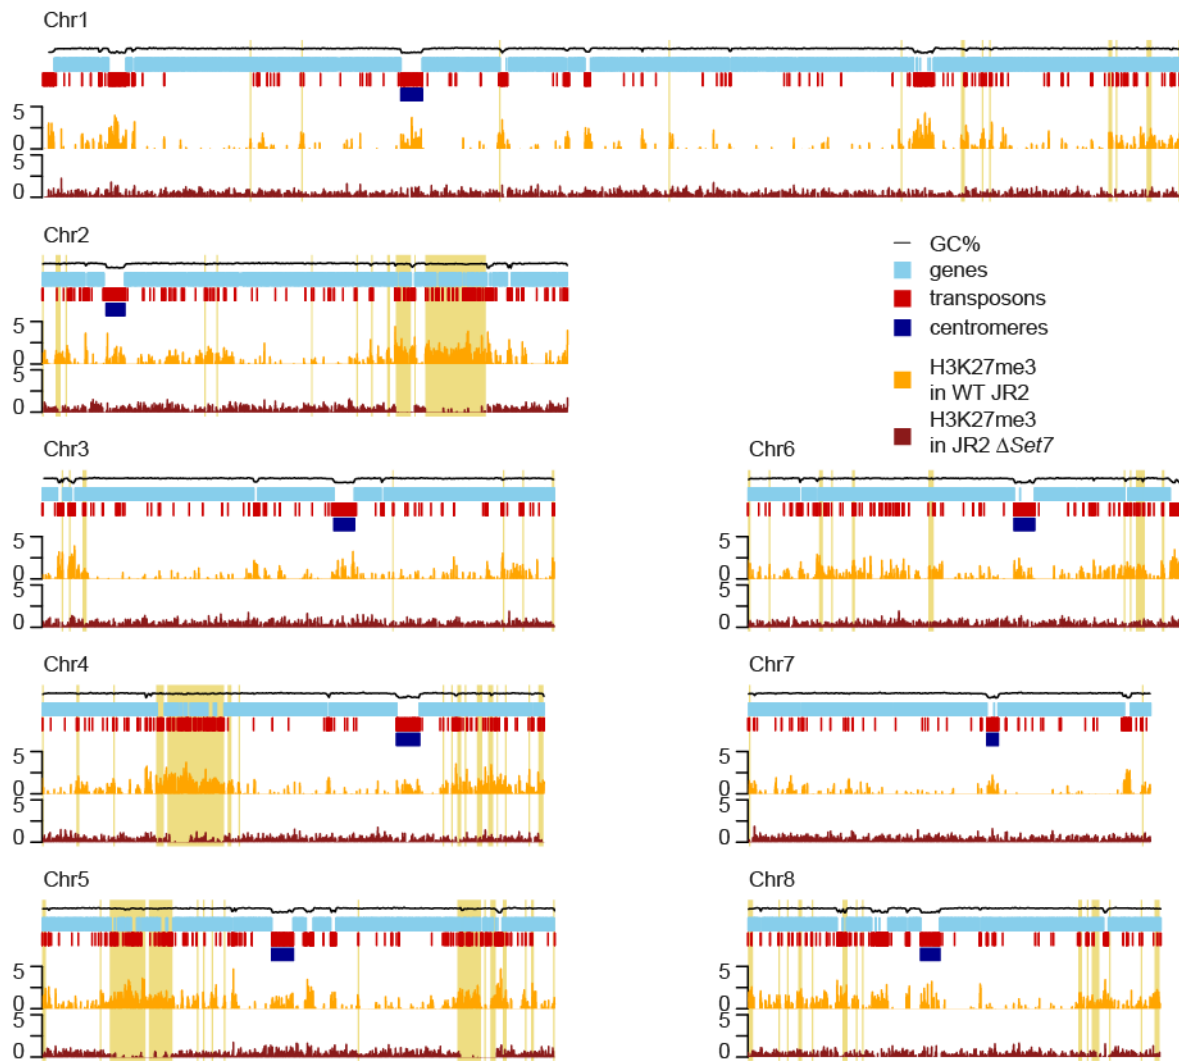 Chr1
5
0
5
0
Chr2
5
0
5
0
GC%
genes
transposons
centromeres
H3K27me3
in WT JR2
H3K27me3
in JR2 ΔSet7
Chr3
5
0
5
0
Chr6
5
0
5
0
Chr4
5
0
5
0
Chr7
5
0
5
0
Chr5
5
0
5
0
Chr8
5
0
5
0